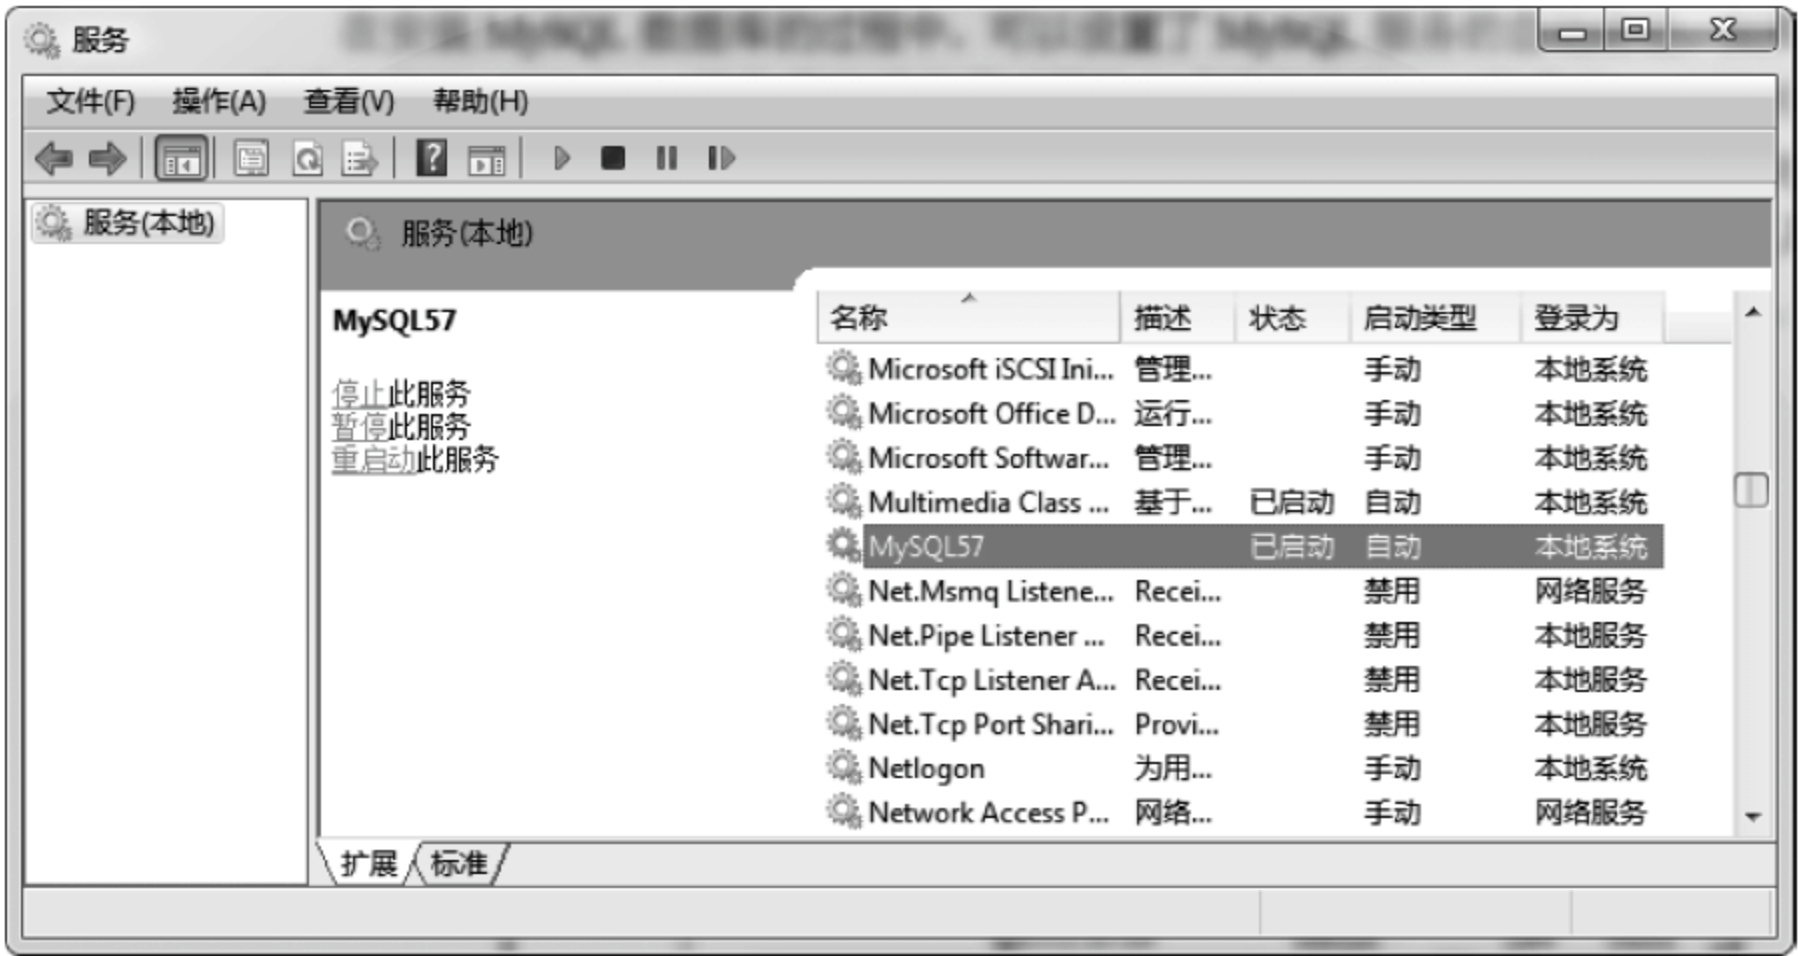 服务
文件(F) 操作(A) 查看(V) 帮助(H)
服务(本地)
服务(本地)
MySQL57
停止此服务
暂停此服务
重启动此服务
名称 描述 状态 启动类型 登录为
Microsoft iSCSI Ini... 管理... 手动 本地系统
Microsoft Office D... 运行... 手动 本地系统
Microsoft Softwar... 管理... 手动 本地系统
Multimedia Class ... 基于... 已启动 自动 本地系统
MySQL57 已启动 自动 本地系统
Net.Msmq Listene... Recei... 禁用 网络服务
Net.Pipe Listener ... Recei... 禁用 本地服务
Net.Tcp Listener A... Recei... 禁用 本地服务
Net.Tcp Port Shari... Provi... 禁用 本地服务
Netlogon 为用... 手动 本地系统
Network Access P... 网络... 手动 网络服务
扩展 标准